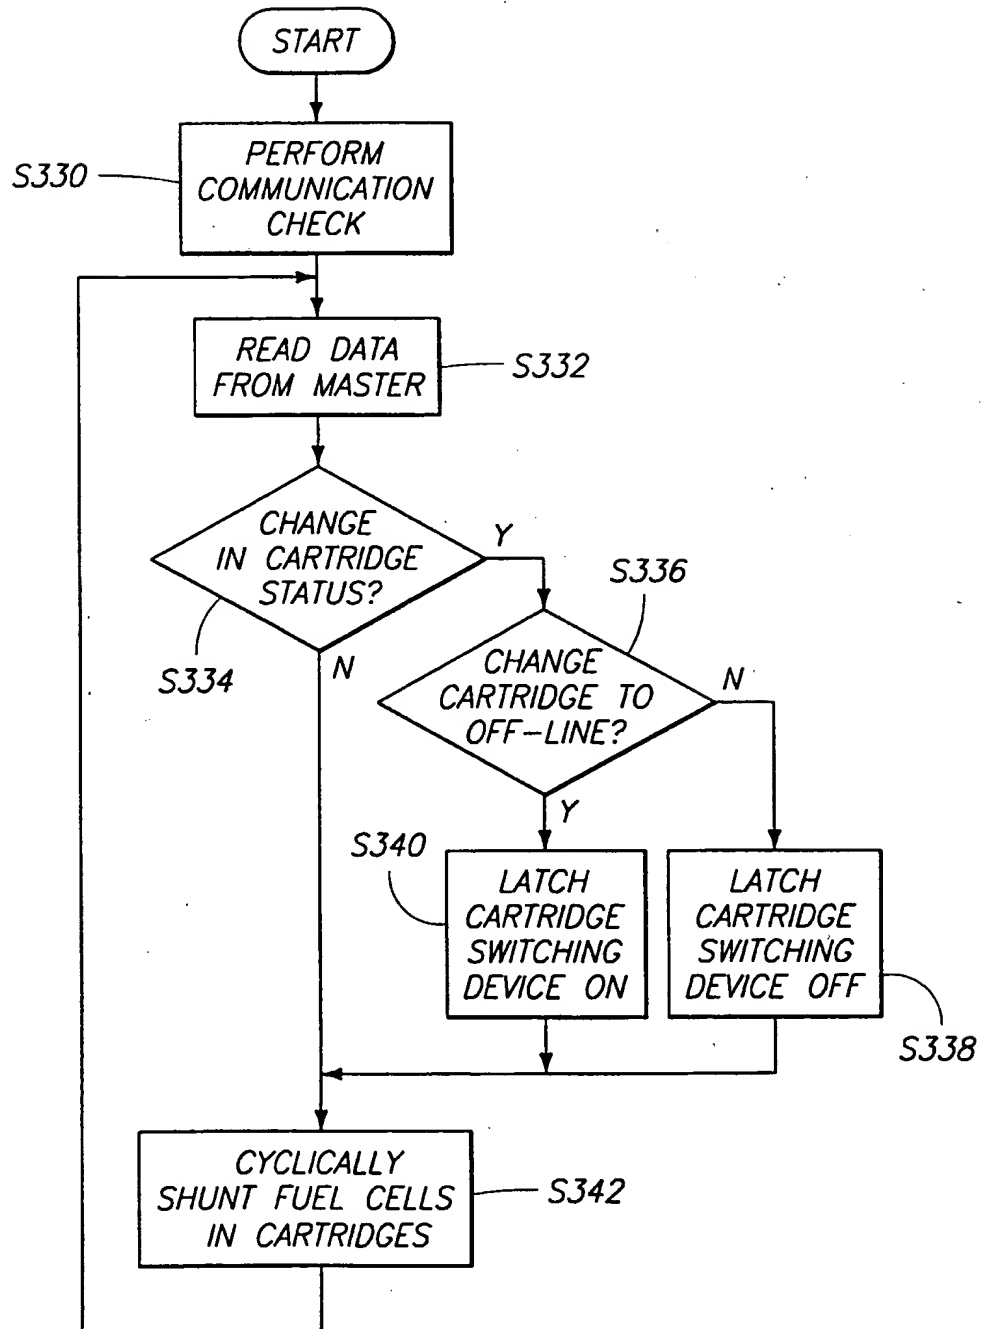 START
PERFORM
COMMUNICATION
CHECK
S330
READ DATA
FROM MASTER
S332
CHANGE
IN CARTRIDGE
STATUS?
Y
S334
N
S336
CHANGE
CARTRIDGE TO
OFF-LINE?
N
Y
S340
LATCH
CARTRIDGE
SWITCHING
DEVICE ON
LATCH
CARTRIDGE
SWITCHING
DEVICE OFF
S338
CYCLICALLY
SHUNT FUEL CELLS
IN CARTRIDGES
S342